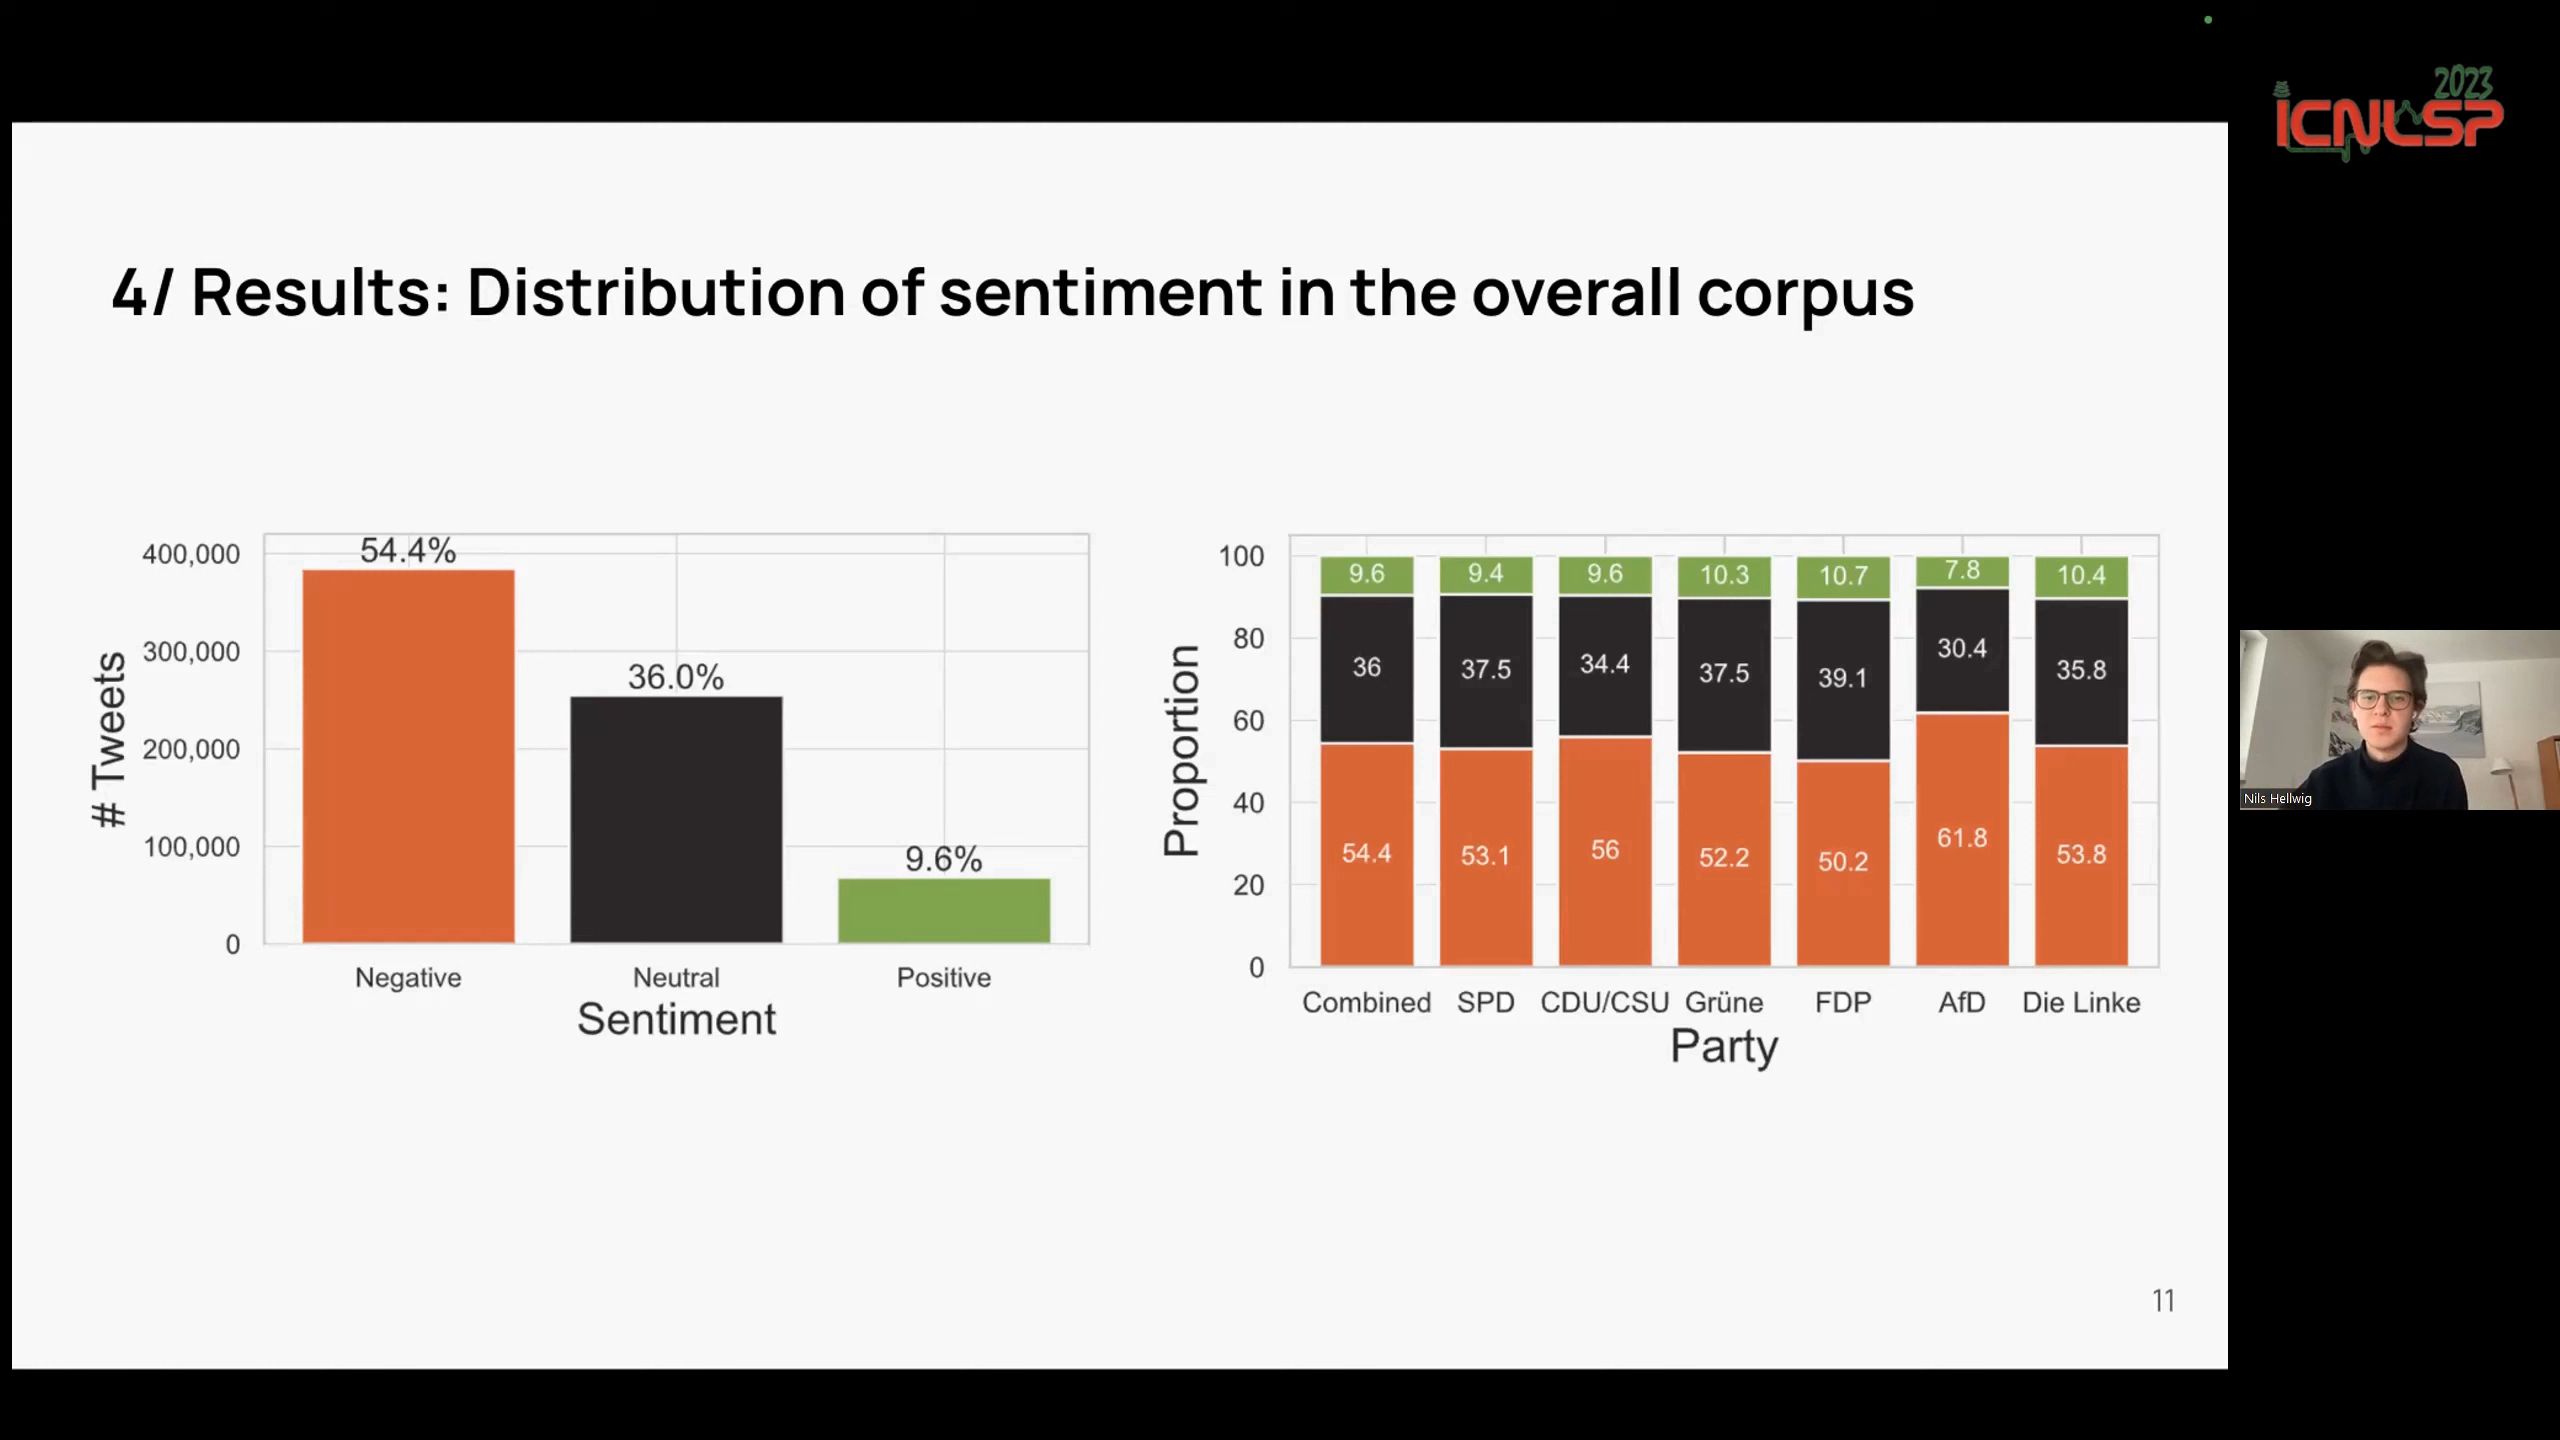 2023
ICNLSP
4/ Results: Distribution of sentiment in the overall corpus
400,000
300,000
200,000
100,000
0
# Tweets
54.4%
36.0%
9.6%
Negative
Neutral
Positive
Sentiment
100
80
60
40
20
0
Proportion
9.6 9.4 9.6 10.3 10.7 7.8 10.4
36 37.5 34.4 37.5 39.1 30.4 35.8
54.4 53.1 56 52.2 50.2 61.8 53.8
Combined SPD CDU/CSU Grüne FDP AfD Die Linke
Party
Nils Hellwig
11